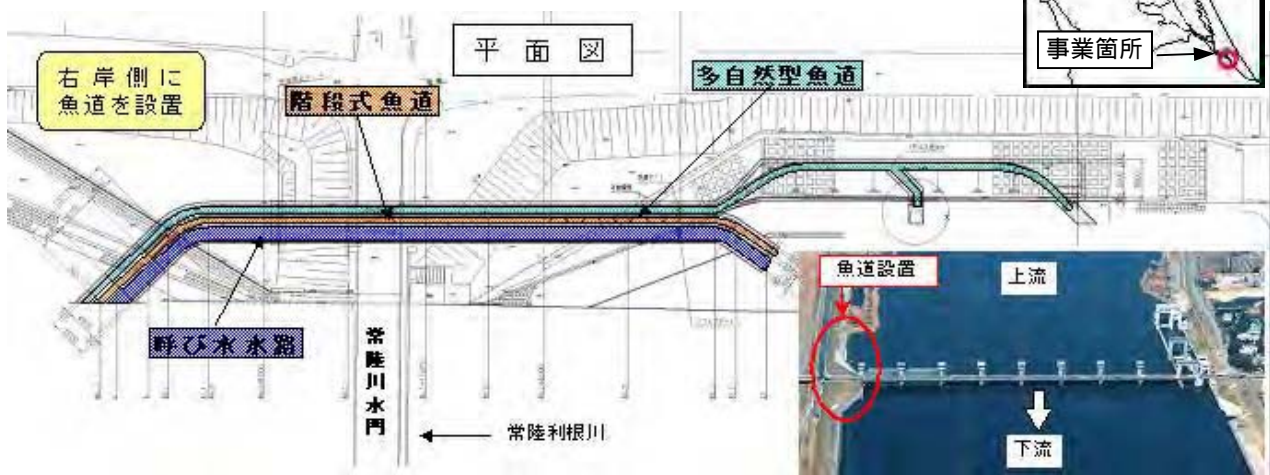 平面図
事業箇所
右岸側に
魚道を設置
階段式魚道
多自然型魚道
呼び水水路
常陸川水門
常陸利根川
魚道設置
上流
下流